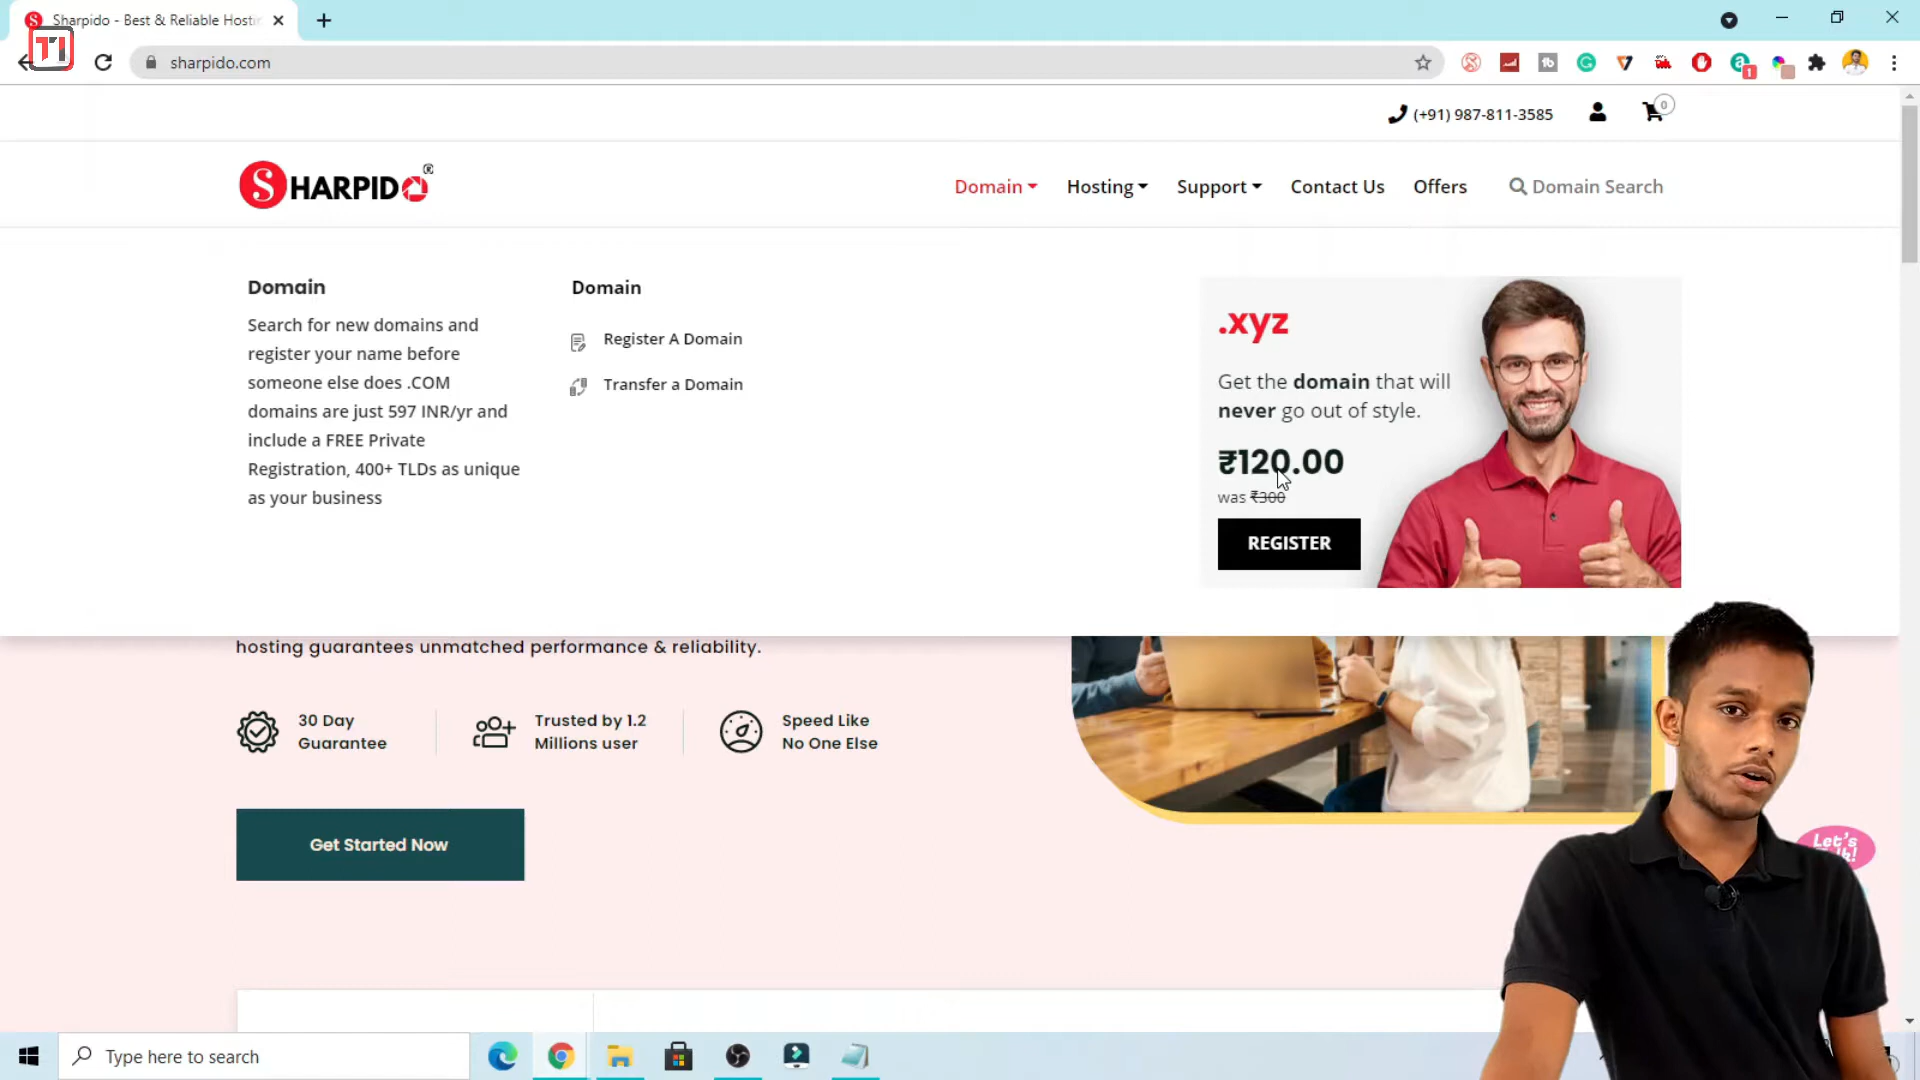 Sharpido - Best & Reliable Hosti
TI
sharpido.com
1
(+91) 987-811-3585
0
SHARPIDO®
Domain
Hosting
Support
Contact Us
Offers
Domain Search
Domain
Search for new domains and
register your name before
someone else does .COM
domains are just 597 INR/yr and
include a FREE Private
Registration, 400+ TLDs as unique
as your business
Domain
Register A Domain
Transfer a Domain
.xyz
Get the domain that will
never go out of style.
₹120.00
was ₹300
REGISTER
hosting guarantees unmatched performance & reliability.
30 Day
Guarantee
Trusted by 1.2
Millions user
Speed Like
No One Else
Get Started Now
Let's
Type here to search